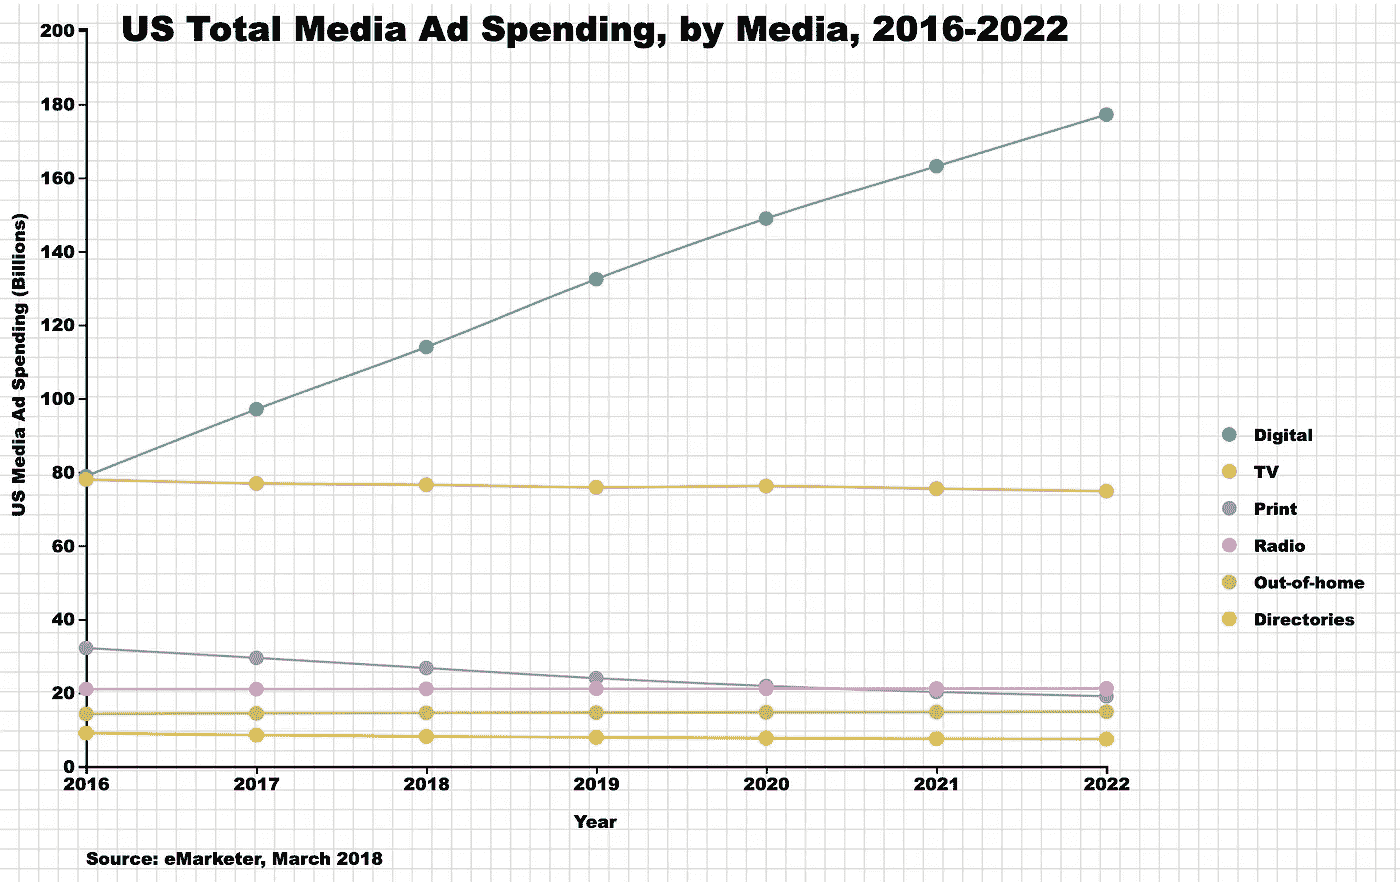 US Total Media Ad Spending, by Media, 2016-2022
200
180
160
140
120
100
80
60
40
20
0
US Media Ad Spending (Billions)
Digital
TV
Print
Radio
Out-of-home
Directories
2016 2017 2018 2019 2020 2021 2022
Year
Source: eMarketer, March 2018